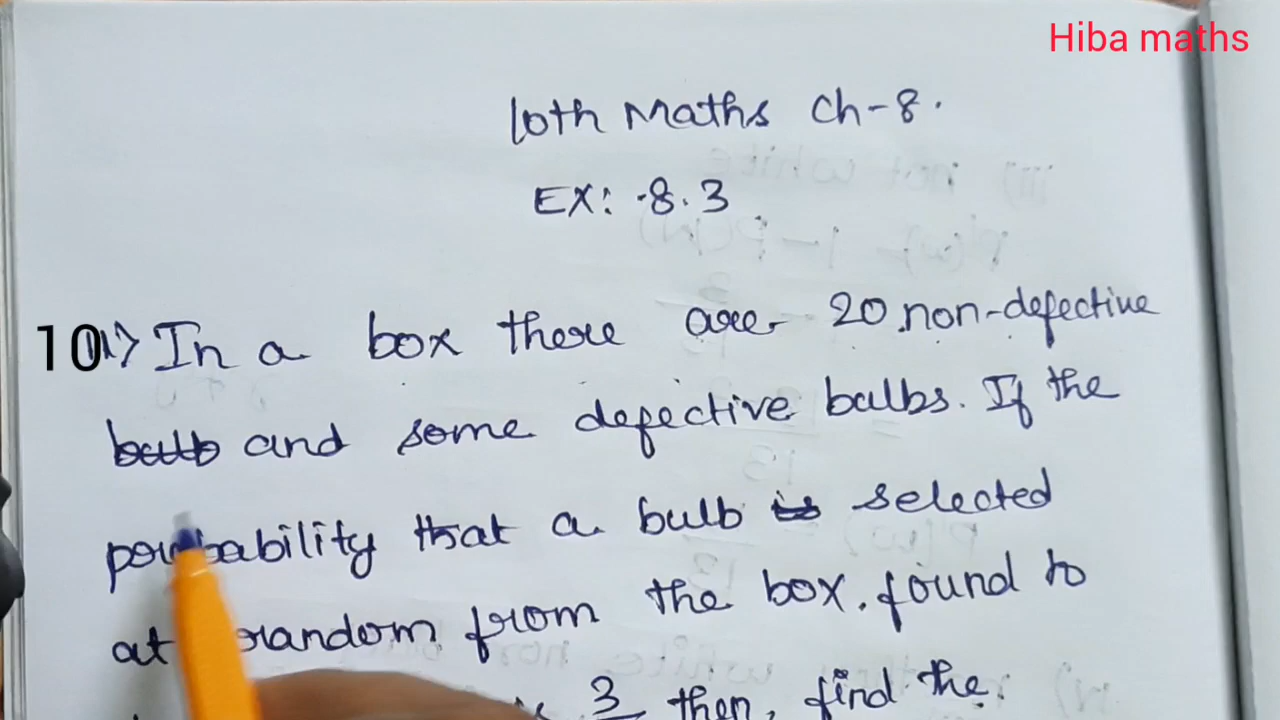 Hiba maths
10th Maths Ch-8.
EX: -8.3
10 In a box there are 20 non-defective
bulb and some defective bulbs. If the
probability that a bulb is selected
at random from the box. found to
3 then, find the